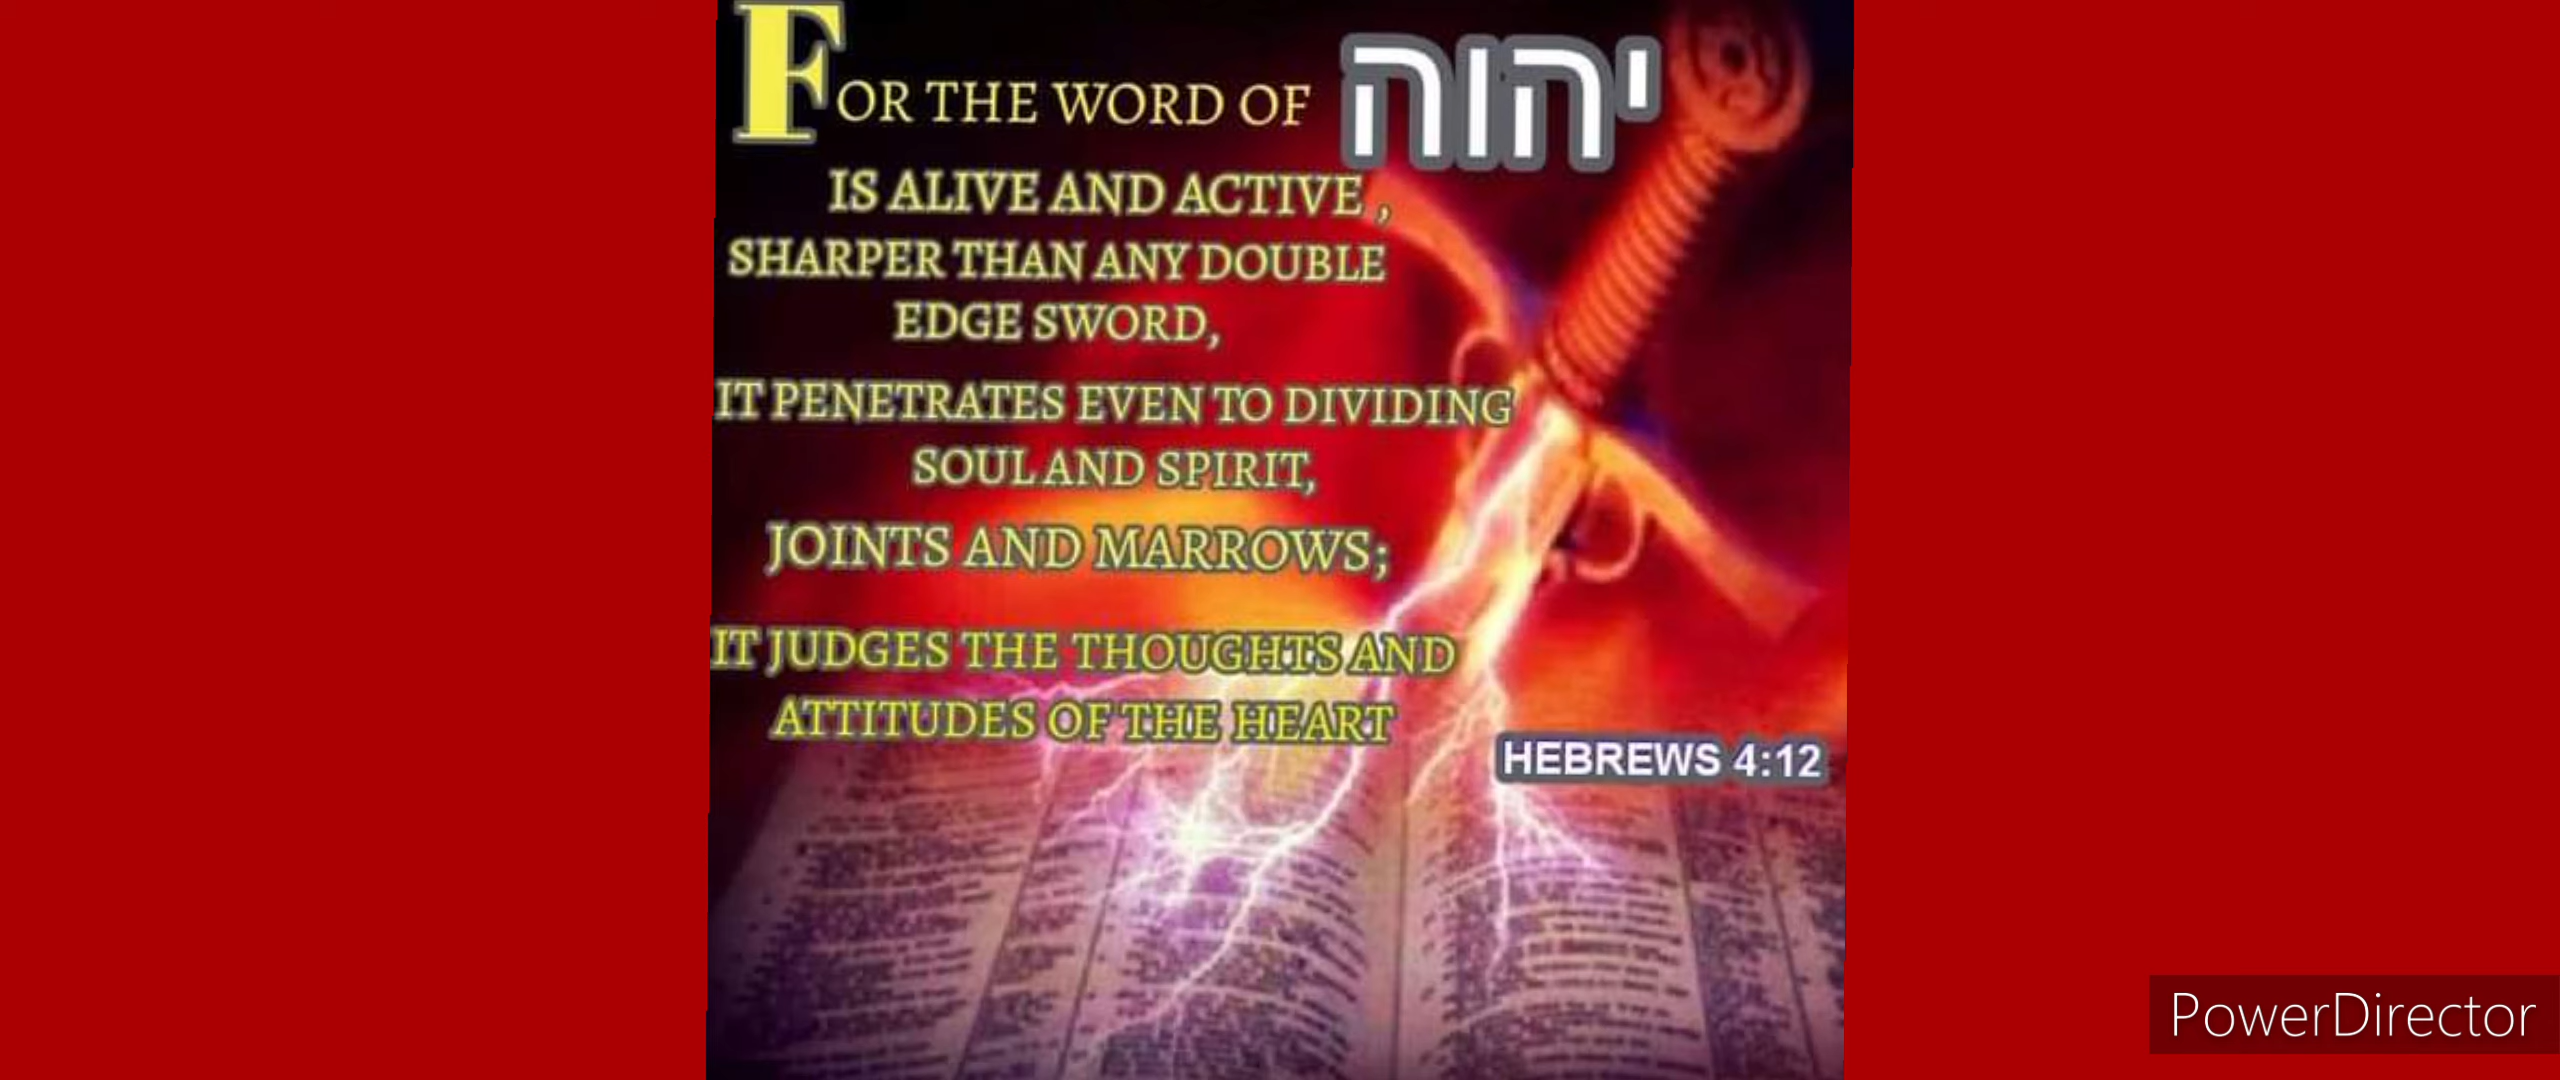 FOR THE WORD OF יהוה
IS ALIVE AND ACTIVE ,
SHARPER THAN ANY DOUBLE
EDGE SWORD,
IT PENETRATES EVEN TO DIVIDING
SOUL AND SPIRIT,
JOINTS AND MARROWS;
IT JUDGES THE THOUGHTS AND
ATTITUDES OF THE HEART
HEBREWS 4:12
PowerDirector